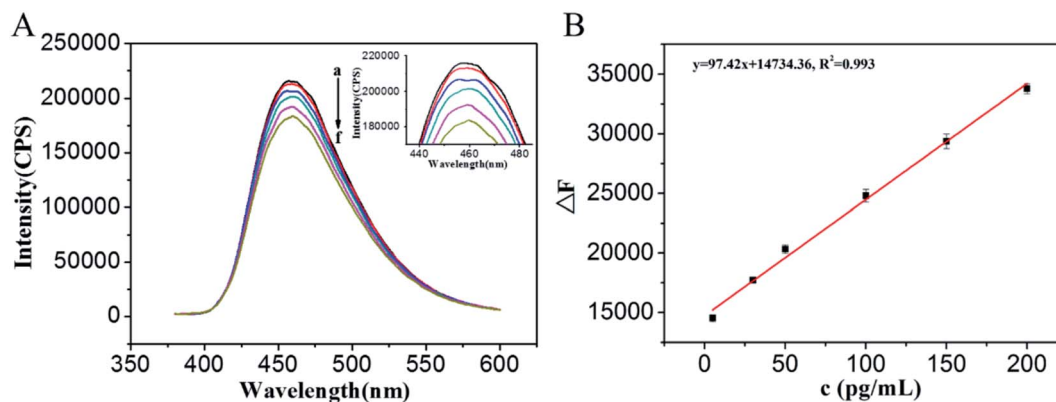 A
250000
200000
150000
100000
50000
0
Intensity(CPS)
350
400
450
500
550
600
Wavelength(nm)
a
f
220000
200000
180000
Intensity(CPS)
440
460
480
Wavelength(nm)
B
y=97.42x+14734.36, R²=0.993
35000
30000
25000
20000
15000
△F
0
50
100
150
200
c (pg/mL)